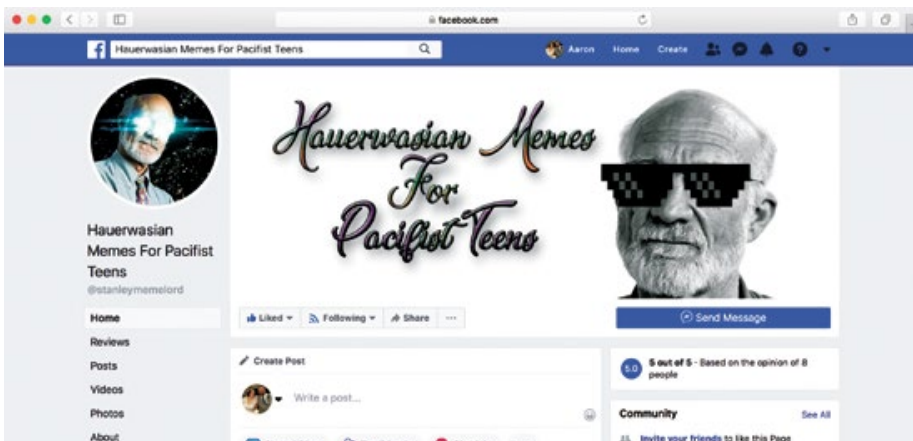 facebook.com
Hauerwasian Memes For Pacifist Teens
Aaron Home Create
Hauerwasian
Memes For Pacifist
Teens
@stanleymemelord
Home
Reviews
Posts
Videos
Photos
About
Hauerwasian Memes
For
Pacifist Teens
Liked Following Share ...
Send Message
Create Post
Write a post...
5.0 5 out of 5 - Based on the opinion of 8
people
Community See All
Invite your friends to like this Page